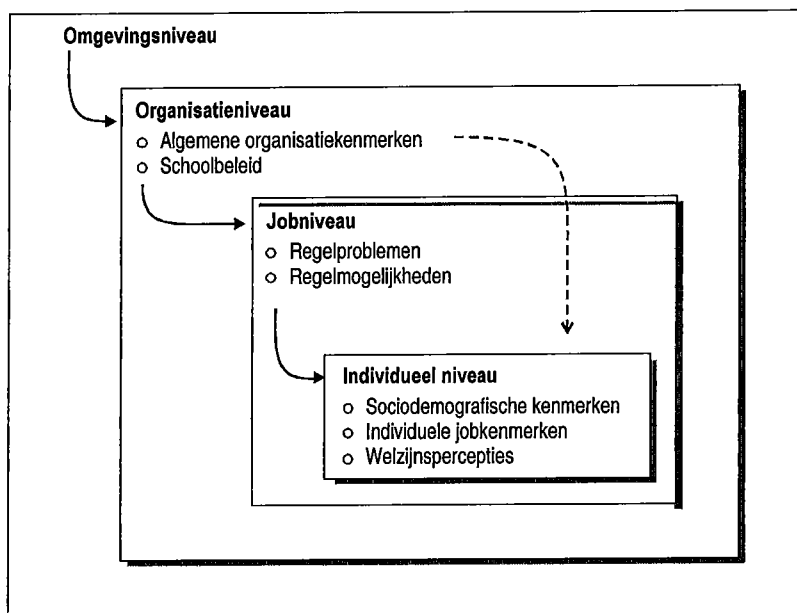 Omgevingsniveau
Organisatieniveau
Algemene organisatiekenmerken
Schoolbeleid
Jobniveau
Regelproblemen
Regelmogelijkheden
Individueel niveau
Sociodemografische kenmerken
Individuele jobkenmerken
Welzijnspercepties